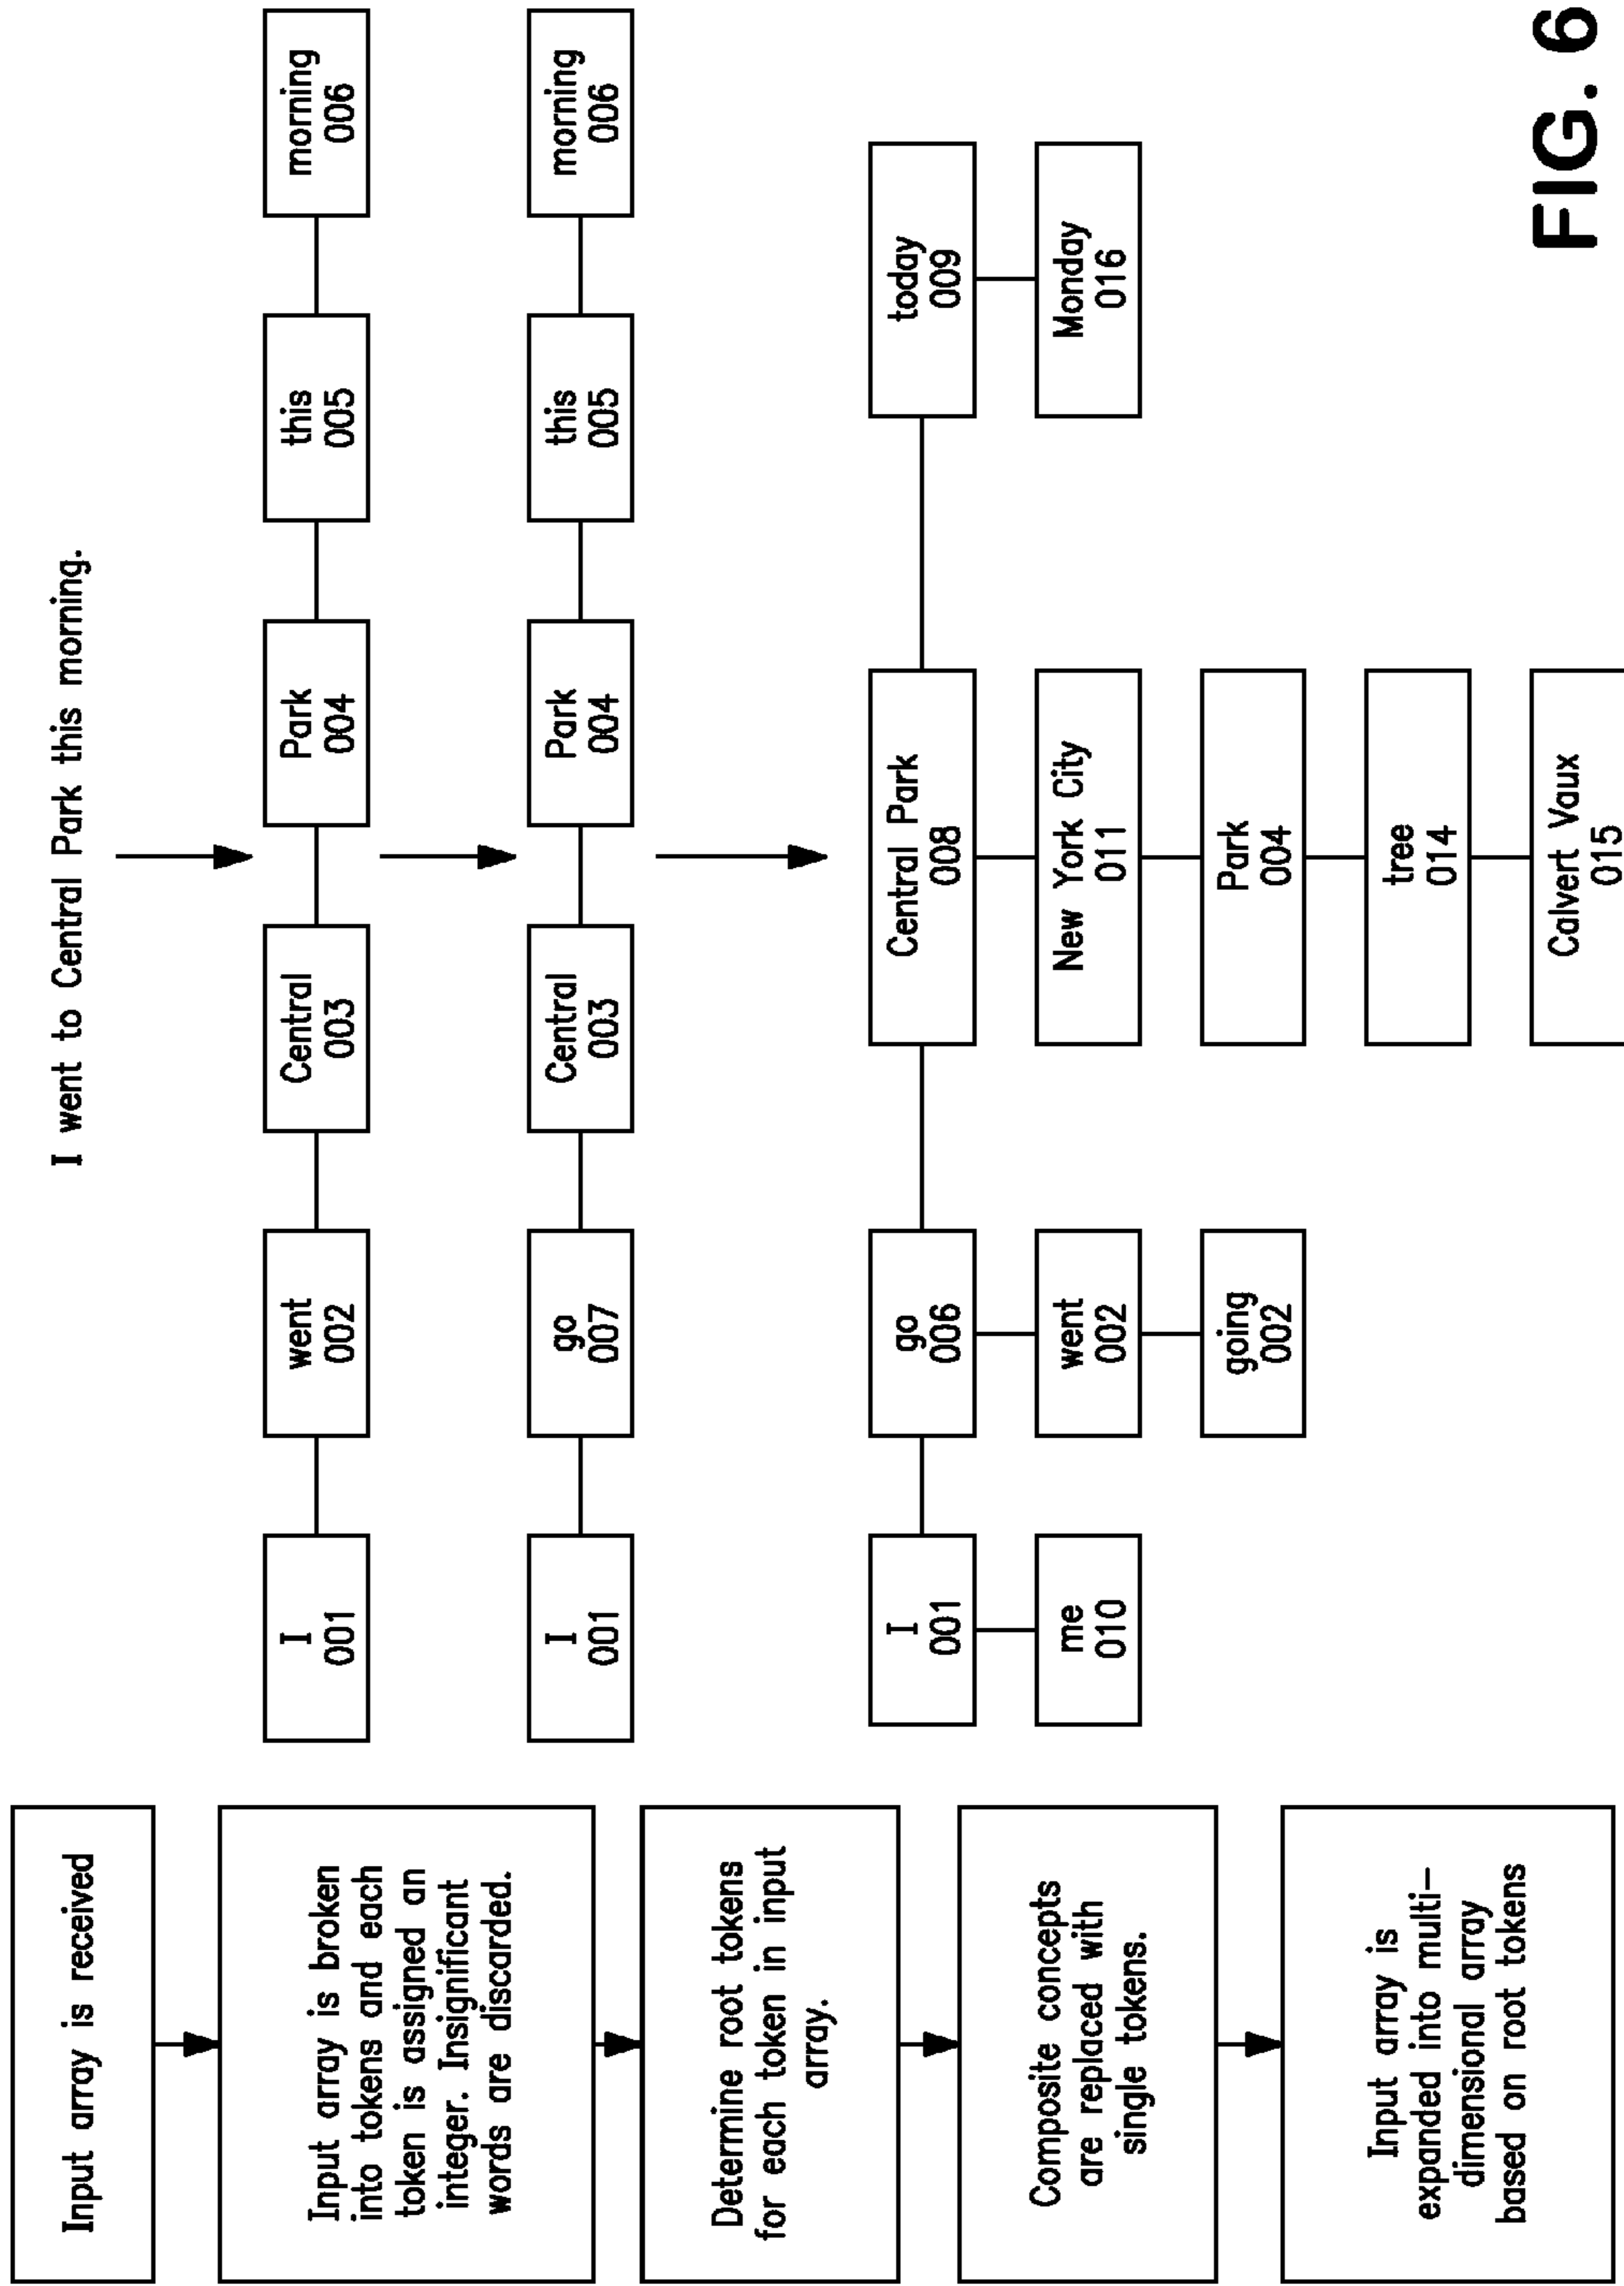 Input array is received
Input array is broken
into tokens and each
token is assigned an
integer. Insignificant
words are discarded.
Determine root tokens
for each token in input
array.
Composite concepts
are replaced with
single tokens.
Input array is
expanded into multi–
dimensional array
based on root tokens
I went to Central Park this morning.
I
001
went
002
Central
003
Park
004
this
005
morning
006
I
001
go
007
Central
003
Park
004
this
005
morning
006
I
001
go
006
Central Park
008
today
009
me
010
went
002
New York City
011
Monday
016
going
002
Park
004
tree
014
Calvert Vaux
015
FIG. 6